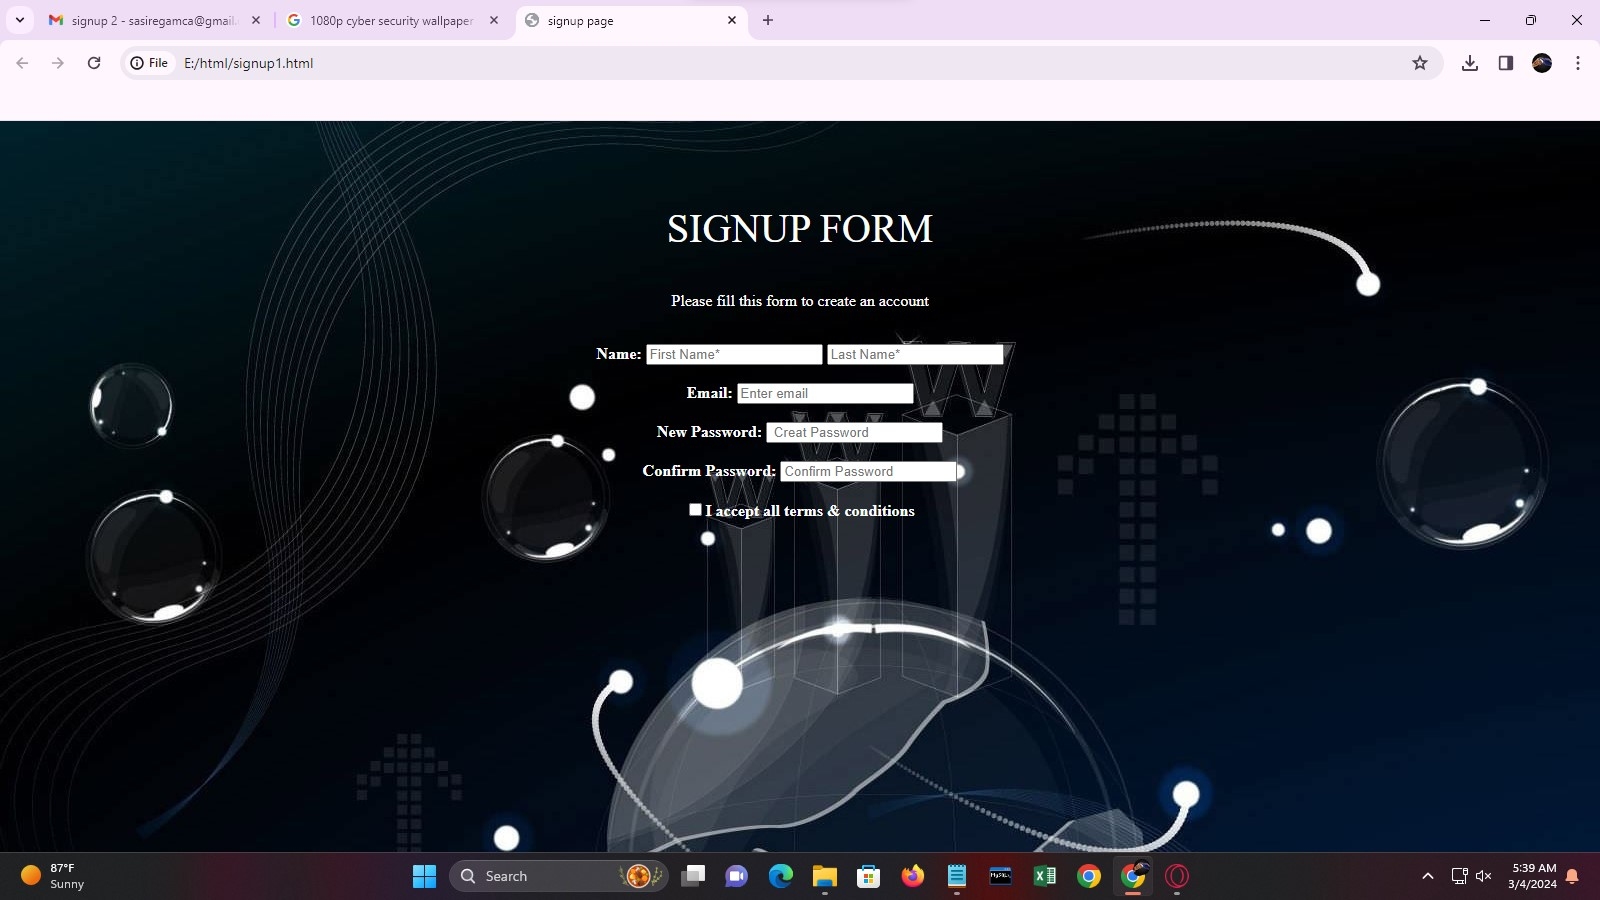 signup 2 - sasiregamca@gmail.
1080p cyber security wallpaper
signup page
File E:/html/signup1.html
SIGNUP FORM
Please fill this form to create an account
Name: First Name* Last Name*
Email: Enter email
New Password: Creat Password
Confirm Password: Confirm Password
I accept all terms & conditions
W
W
W
87°F
Sunny
Search
MySQL
5:39 AM
3/4/2024